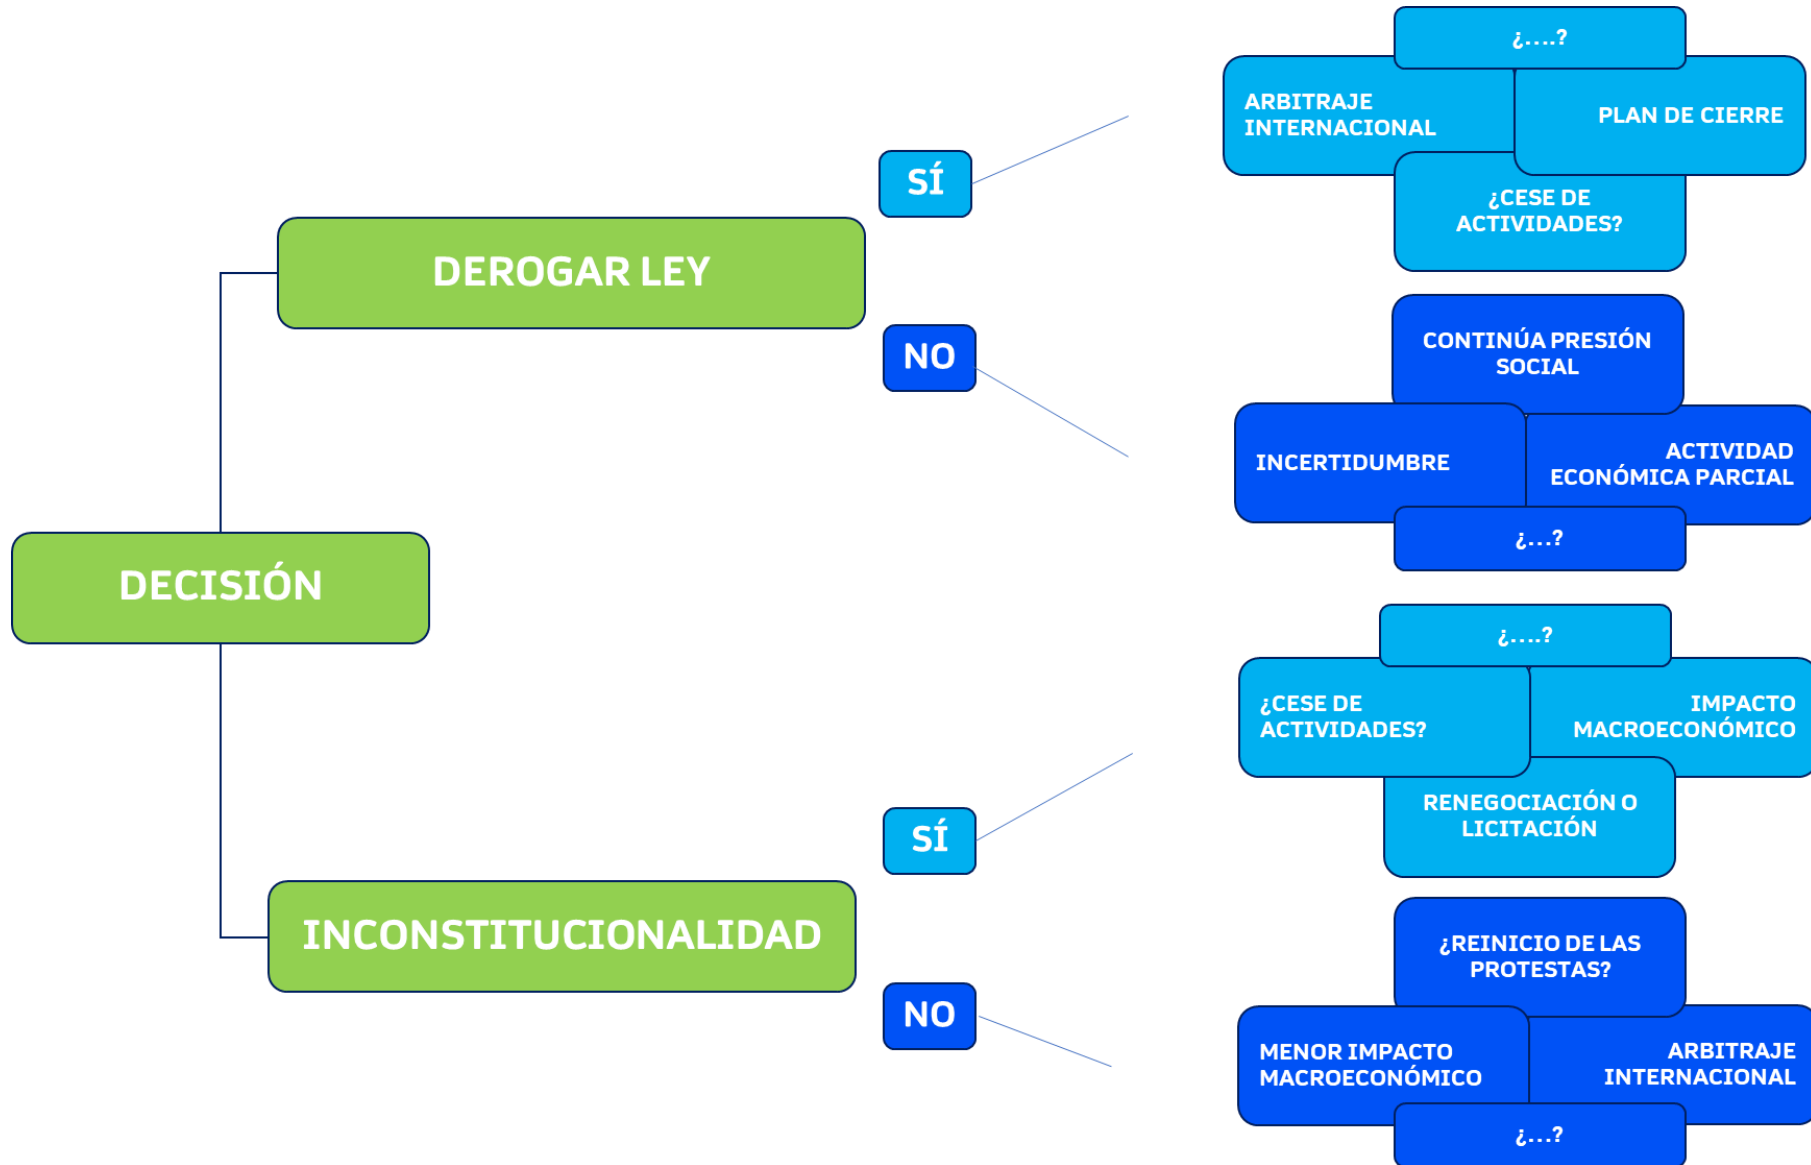 ¿....?
ARBITRAJE
INTERNACIONAL
PLAN DE CIERRE
¿CESE DE
ACTIVIDADES?
SÍ
DEROGAR LEY
NO
CONTINÚA PRESIÓN
SOCIAL
INCERTIDUMBRE
ACTIVIDAD
ECONÓMICA PARCIAL
¿...?
DECISIÓN
¿....?
¿CESE DE
ACTIVIDADES?
IMPACTO
MACROECONÓMICO
RENEGOCIACIÓN O
LICITACIÓN
SÍ
INCONSTITUCIONALIDAD
NO
¿REINICIO DE LAS
PROTESTAS?
MENOR IMPACTO
MACROECONÓMICO
ARBITRAJE
INTERNACIONAL
¿...?